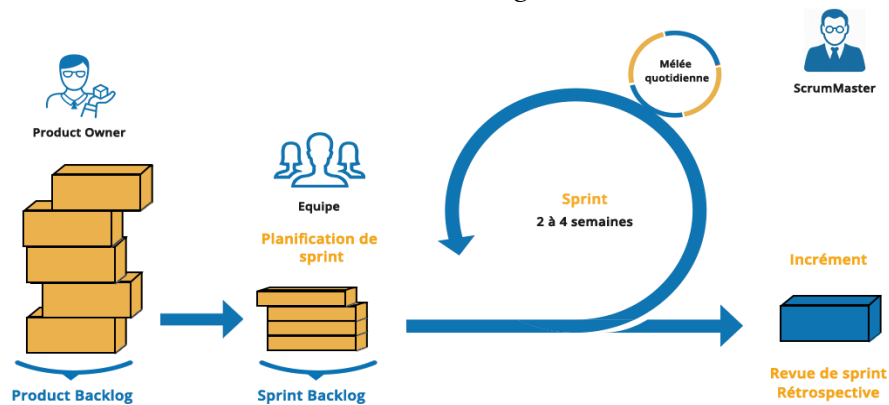 Product Owner
Product Backlog
Equipe
Planification de
sprint
Sprint Backlog
Mêlée
quotidienne
Sprint
2 à 4 semaines
ScrumMaster
Incrément
Revue de sprint
Rétrospective